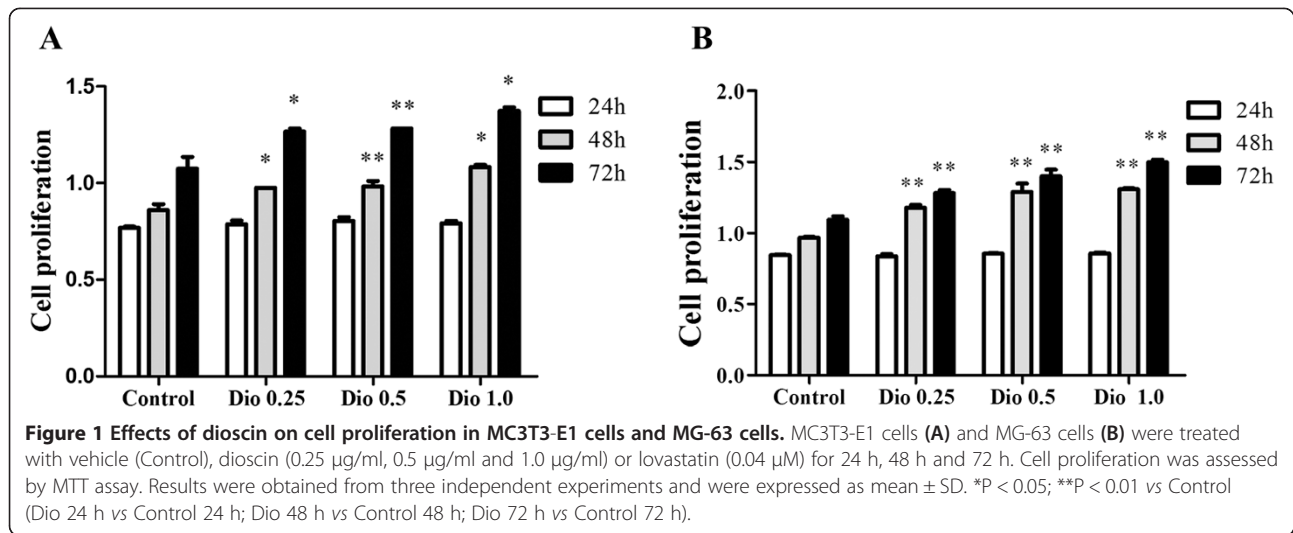 A
B
Cell proliferation
1.5
1.0
0.5
0.0
*
*
**
**
*
*
24h
48h
72h
Control
Dio 0.25
Dio 0.5
Dio 1.0
Cell proliferation
2.0
1.5
1.0
0.5
0.0
**
**
**
**
**
**
24h
48h
72h
Control
Dio 0.25
Dio 0.5
Dio 1.0
Figure 1 Effects of dioscin on cell proliferation in MC3T3-E1 cells and MG-63 cells. MC3T3-E1 cells (A) and MG-63 cells (B) were treated
with vehicle (Control), dioscin (0.25 μg/ml, 0.5 μg/ml and 1.0 μg/ml) or lovastatin (0.04 μM) for 24 h, 48 h and 72 h. Cell proliferation was assessed
by MTT assay. Results were obtained from three independent experiments and were expressed as mean ± SD. *P < 0.05; **P < 0.01 vs Control
(Dio 24 h vs Control 24 h; Dio 48 h vs Control 48 h; Dio 72 h vs Control 72 h).